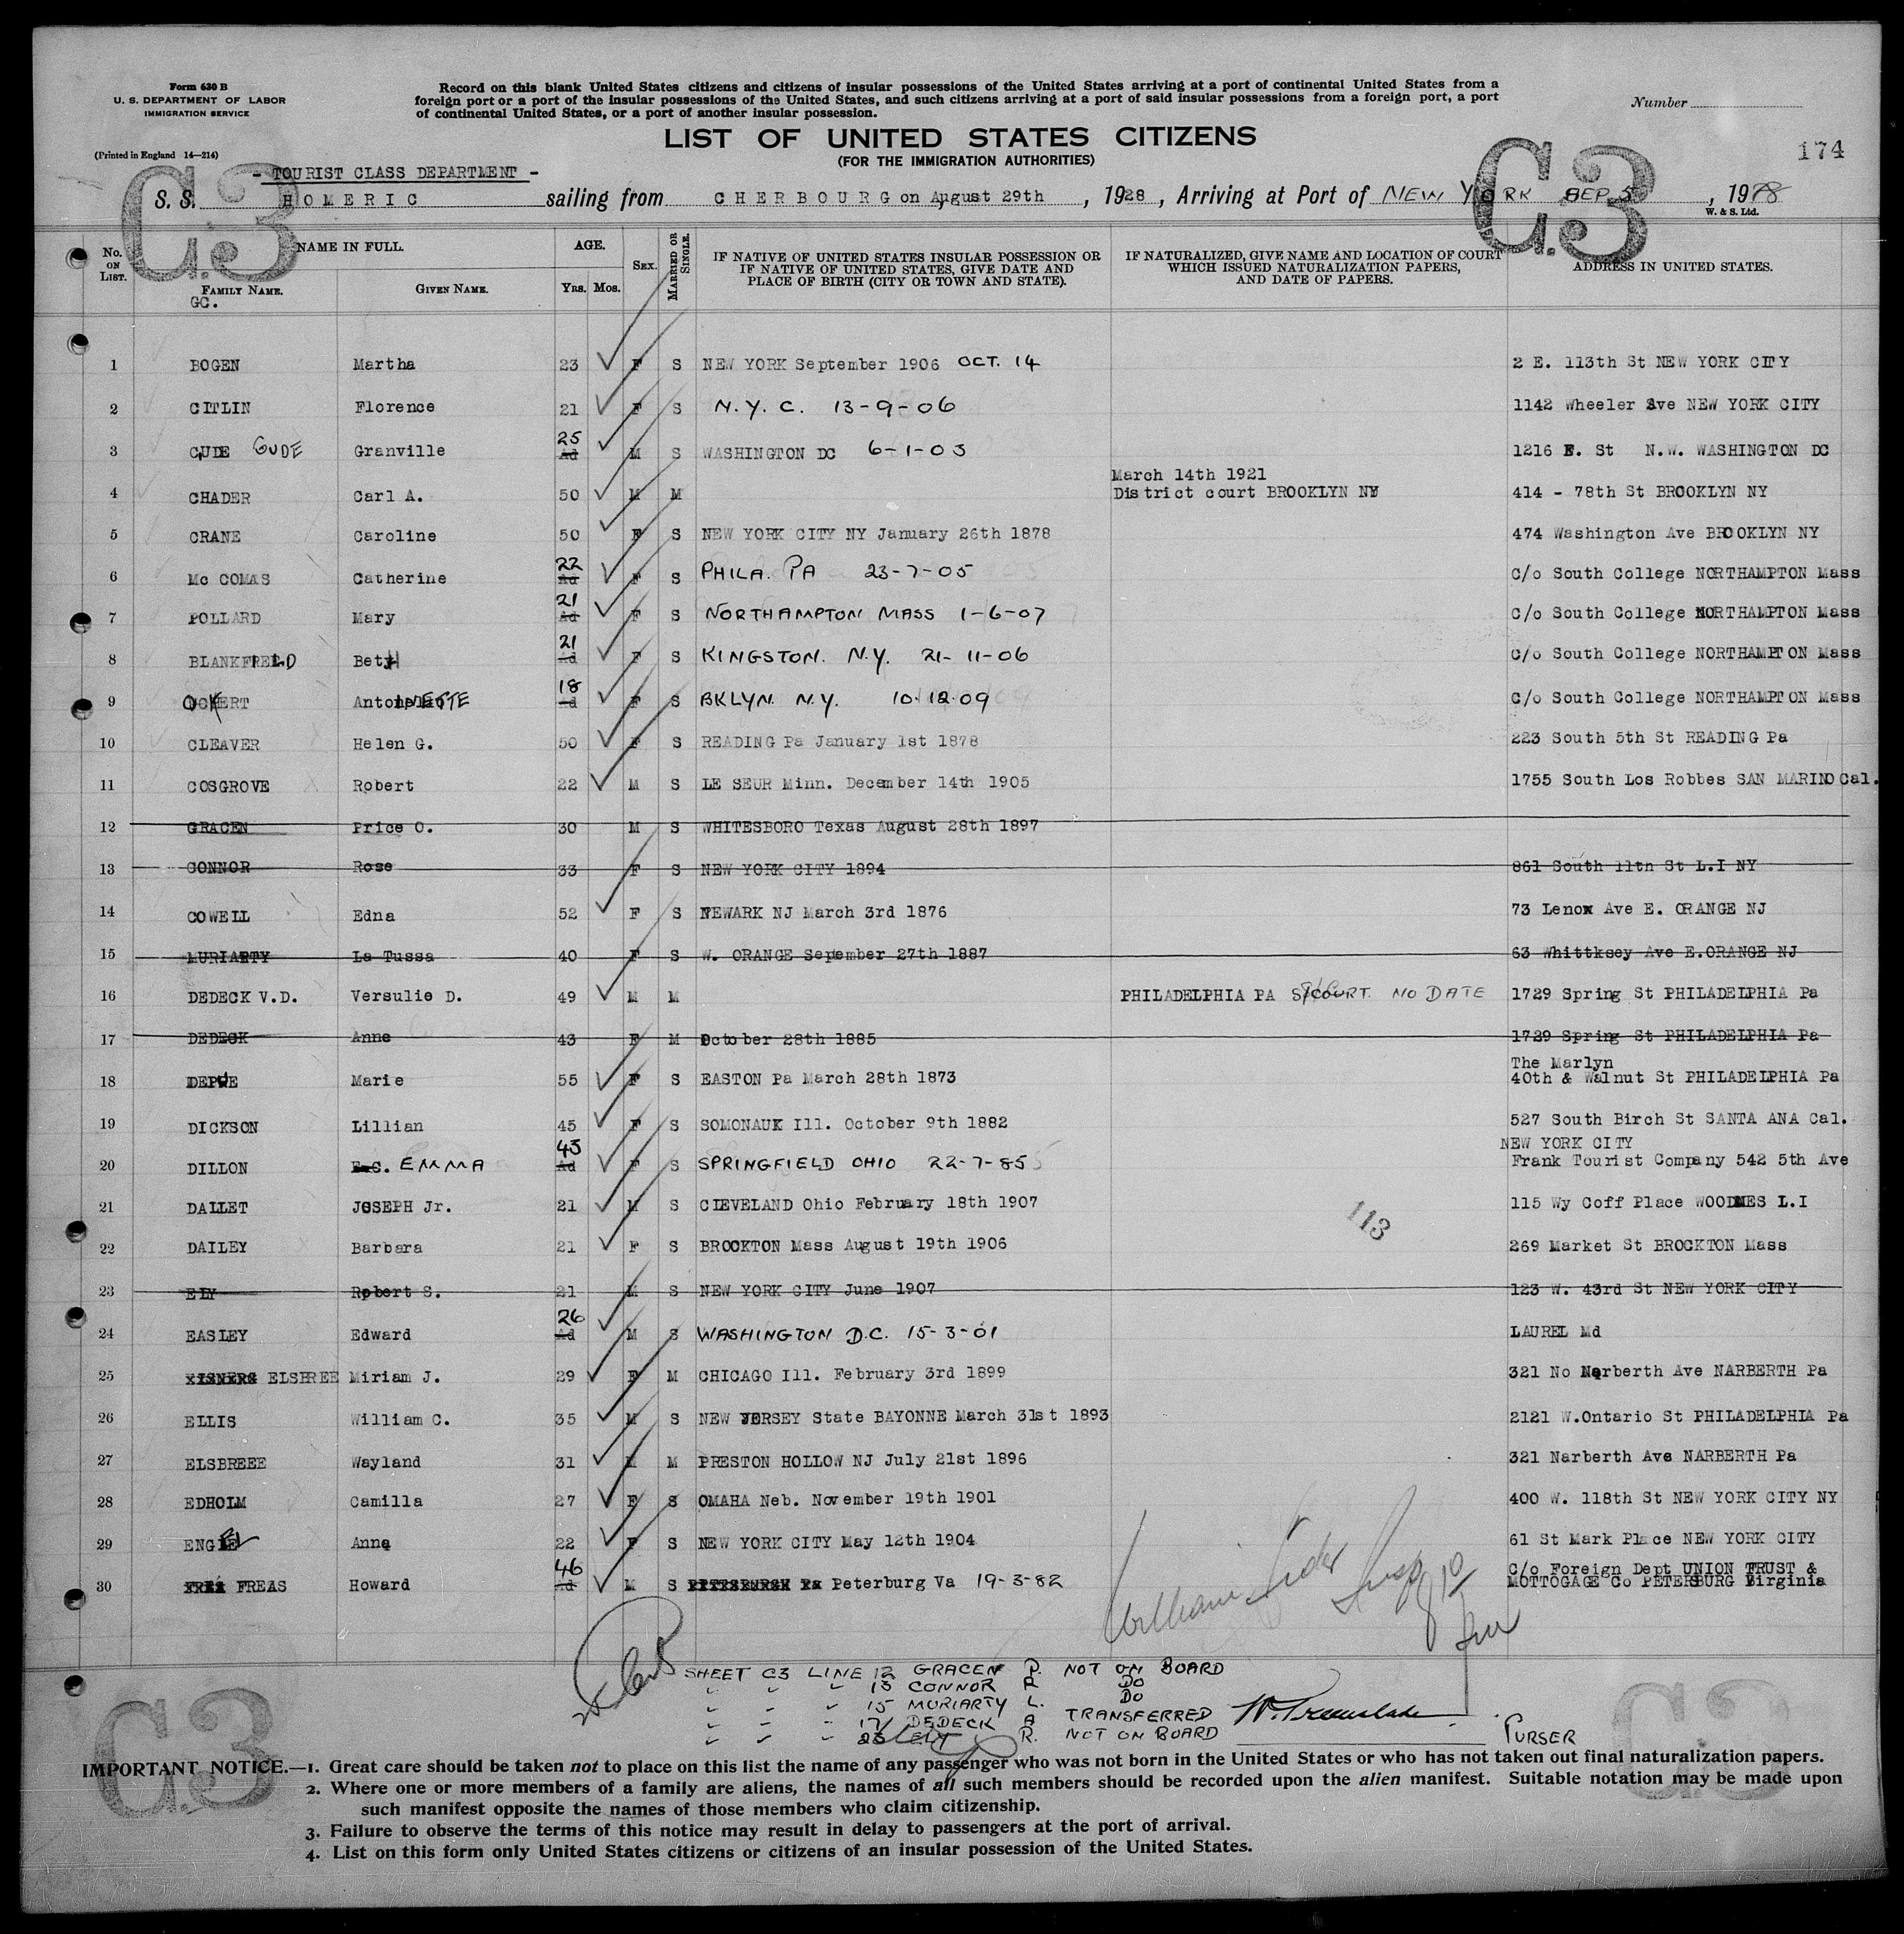 Form 630 B
U. S. DEPARTMENT OF LABOR
IMMIGRATION SERVICE
(Printed in England 14—214)
Record on this blank United States citizens and citizens of insular possessions of the United States arriving at a port of continental United States from a
foreign port or a port of the insular possessions of the United States, and such citizens arriving at a port of said insular possessions from a foreign port, a port
of continental United States, or a port of another insular possession.
Number
LIST OF UNITED STATES CITIZENS
(FOR THE IMMIGRATION AUTHORITIES)
174
C.3
C.3
- TOURIST CLASS DEPARTMENT -
S. S. HOMERIC sailing from CHERBOURG on August 29th , 1928 , Arriving at Port of NEW YORK SEP 5 , 1928
W. & S. Ltd.
No. ON LIST. NAME IN FULL. AGE. SEX. MARRIED OR SINGLE. IF NATIVE OF UNITED STATES INSULAR POSSESSION OR IF NATIVE OF UNITED STATES, GIVE DATE AND PLACE OF BIRTH (CITY OR TOWN AND STATE). IF NATURALIZED, GIVE NAME AND LOCATION OF COURT WHICH ISSUED NATURALIZATION PAPERS, AND DATE OF PAPERS. ADDRESS IN UNITED STATES.
FAMILY NAME. GIVEN NAME. YRS. MOS.
GC.
1 BOGEN Martha 23 F S NEW YORK September 1906 OCT. 14 2 E. 113th St NEW YORK CITY
2 CITLIN Florence 21 F S N.Y.C. 13-9-06 1142 Wheeler Ave NEW YORK CITY
3 CUDE GUDE Granville 25 Ad M S WASHINGTON DC 6-1-03 1216 F. St N.W. WASHINGTON DC
4 CHADER Carl A. 50 M M March 14th 1921 District court BROOKLYN NY 414 - 78th St BROOKLYN NY
5 CRANE Caroline 50 F S NEW YORK CITY NY January 26th 1878 474 Washington Ave BROOKLYN NY
6 Mc COMAS Catherine 22 Ad F S PHILA. PA 23-7-05 C/o South College NORTHAMPTON Mass
7 POLLARD Mary 21 Ad F S NORTHAMPTON MASS 1-6-07 C/o South College NORTHAMPTON Mass
8 BLANKFIELD Bety 21 Ad F S KINGSTON. N.Y. 21-11-06 C/o South College NORTHAMPTON Mass
9 OCKERT AntoinETTE 18 Ad F S BKLYN. N.Y. 10.12.09 C/o South College NORTHAMPTON Mass
10 CLEAVER Helen G. 50 F S READING Pa January 1st 1878 223 South 5th St READING Pa
11 COSGROVE Robert 22 M S LE SEUR Minn. December 14th 1905 1755 South Los Robbes SAN MARINO Cal.
12 GRACEN Price O. 30 M S WHITESBORO Texas August 28th 1897
13 CONNOR Rose 33 F S NEW YORK CITY 1894 861 South 11th St L.I NY
14 COWELL Edna 52 F S NEWARK NJ March 3rd 1876 73 Lenox Ave E. ORANGE NJ
15 MURIARTY La Tussa 40 F S W. ORANGE September 27th 1887 63 Whittksey Ave E.ORANGE NJ
16 DEDECK V.D. Versulie D. 49 M M PHILADELPHIA PA COURT. NO DATE 1729 Spring St PHILADELPHIA Pa
17 DEDECK Anne 43 F M October 28th 1885 1729 Spring St PHILADELPHIA Pa
18 DEPUE Marie 55 F S EASTON Pa March 28th 1873 The Marlyn 40th & Walnut St PHILADELPHIA Pa
19 DICKSON Lillian 45 F S SOMONAUK Ill. October 9th 1882 527 South Birch St SANTA ANA Cal.
20 DILLON E.C. EMMA 43 Ad F S SPRINGFIELD OHIO 22-7-85 NEW YORK CITY Frank Tourist Company 542 5th Ave
21 DALLET JOSEPH Jr. 21 M S CLEVELAND Ohio February 18th 1907 115 Wy Coff Place WOODMES L.I
113
22 DAILEY Barbara 21 F S BROCKTON Mass August 19th 1906 269 Market St BROCKTON Mass
23 ELY Robert S. 21 M S NEW YORK CITY June 1907 123 W. 43rd St NEW YORK CITY
24 EASLEY Edward 26 Ad M S WASHINGTON D.C. 15-3-01 LAUREL Md
25 ELSBREE Miriam J. 29 F M CHICAGO Ill. February 3rd 1899 321 No Narberth Ave NARBERTH Pa
26 ELLIS William C. 35 M S NEW JERSEY State BAYONNE March 31st 1893 2121 W.Ontario St PHILADELPHIA Pa
27 ELSBREEE Wayland 31 M M PRESTON HOLLOW NJ July 21st 1896 321 Narberth Ave NARBERTH Pa
28 EDHOLM Camilla 27 F S OMAHA Neb. November 19th 1901 400 W. 118th St NEW YORK CITY NY
29 ENGEL Anne 22 F S NEW YORK CITY May 12th 1904 61 St Mark Place NEW YORK CITY
30 FREAS Howard 46 Ad M S PITTSBURGH Pa Peterburg Va 19-3-82 C/o Foreign Dept UNION TRUST & MOTTOGAGE Co PETERSBURG Virginia
SHEET C3 LINE 12 GRACEN P. NOT ON BOARD
" " " 13 CONNOR R DO
" " " 15 MURIARTY L. DO
" " " 17 DEDECK A TRANSFERRED
" " " 23 ELY R. NOT ON BOARD
PURSER
C.3
C.3
IMPORTANT NOTICE.—1. Great care should be taken not to place on this list the name of any passenger who was not born in the United States or who has not taken out final naturalization papers.
2. Where one or more members of a family are aliens, the names of all such members should be recorded upon the alien manifest. Suitable notation may be made upon
such manifest opposite the names of those members who claim citizenship.
3. Failure to observe the terms of this notice may result in delay to passengers at the port of arrival.
4. List on this form only United States citizens or citizens of an insular possession of the United States.